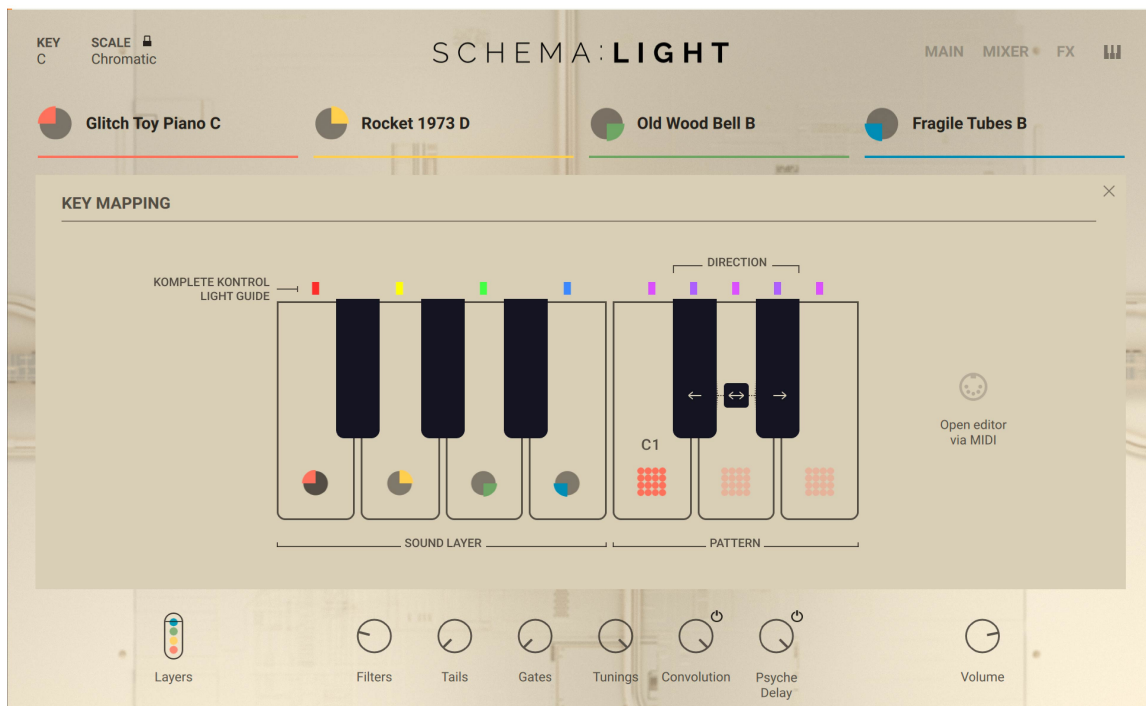 KEY
C
SCALE
Chromatic
SCHEMA:LIGHT
MAIN
MIXER
FX
Glitch Toy Piano C
Rocket 1973 D
Old Wood Bell B
Fragile Tubes B
KEY MAPPING
DIRECTION
KOMPLETE KONTROL
LIGHT GUIDE
C1
Open editor
via MIDI
SOUND LAYER
PATTERN
Layers
Filters
Tails
Gates
Tunings
Convolution
Psyche
Delay
Volume